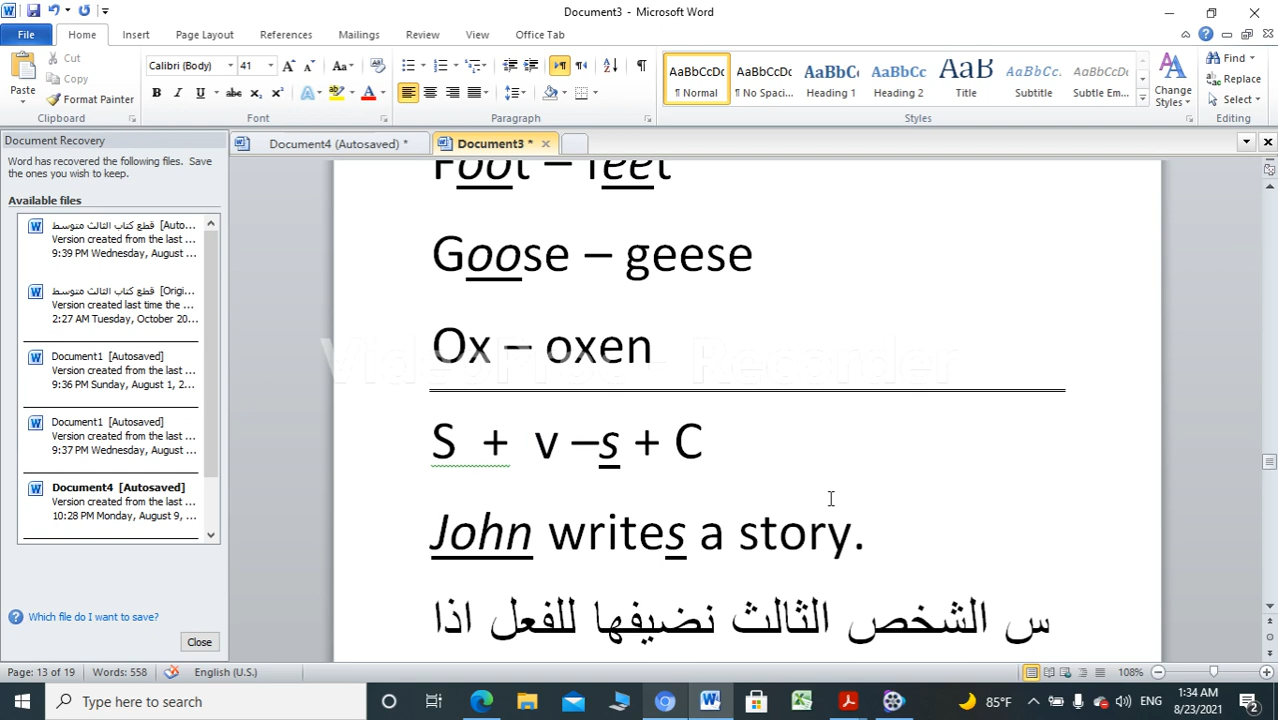 Document3 - Microsoft Word
File Home Insert Page Layout References Mailings Review View Office Tab
Paste
Cut
Copy
Format Painter
Clipboard
Calibri (Body) 41
Font
Paragraph
AaBbCcDc AaBbCcDc AaBbC AaBbCc AaB AaBbCc. AaBbCcDc
¶ Normal ¶ No Spaci... Heading 1 Heading 2 Title Subtitle Subtle Em...
Change Styles
Styles
Find
Replace
Select
Editing
Document Recovery
Word has recovered the following files. Save
the ones you wish to keep.
Available files
قطع كتاب الثالث متوسط [Auto...
Version created from the last ...
9:39 PM Wednesday, August ...
قطع كتاب الثالث متوسط [Origi...
Version created last time the ...
2:27 AM Tuesday, October 20...
Document1 [Autosaved]
Version created from the last ...
9:36 PM Sunday, August 1, 2...
Document1 [Autosaved]
Version created from the last ...
9:37 PM Wednesday, August ...
Document4 [Autosaved]
Version created from the last ...
10:28 PM Monday, August 9, ...
Which file do I want to save?
Close
Document4 (Autosaved) *
Document3 *
Foot – feet
Goose – geese
Ox – oxen
VideoProc Recorder
S + v –s + C
John writes a story.
س الشخص الثالث نضيفها للفعل اذا
Page: 13 of 19 Words: 558 English (U.S.) 108%
Type here to search
85°F ENG
1:34 AM
8/23/2021
2